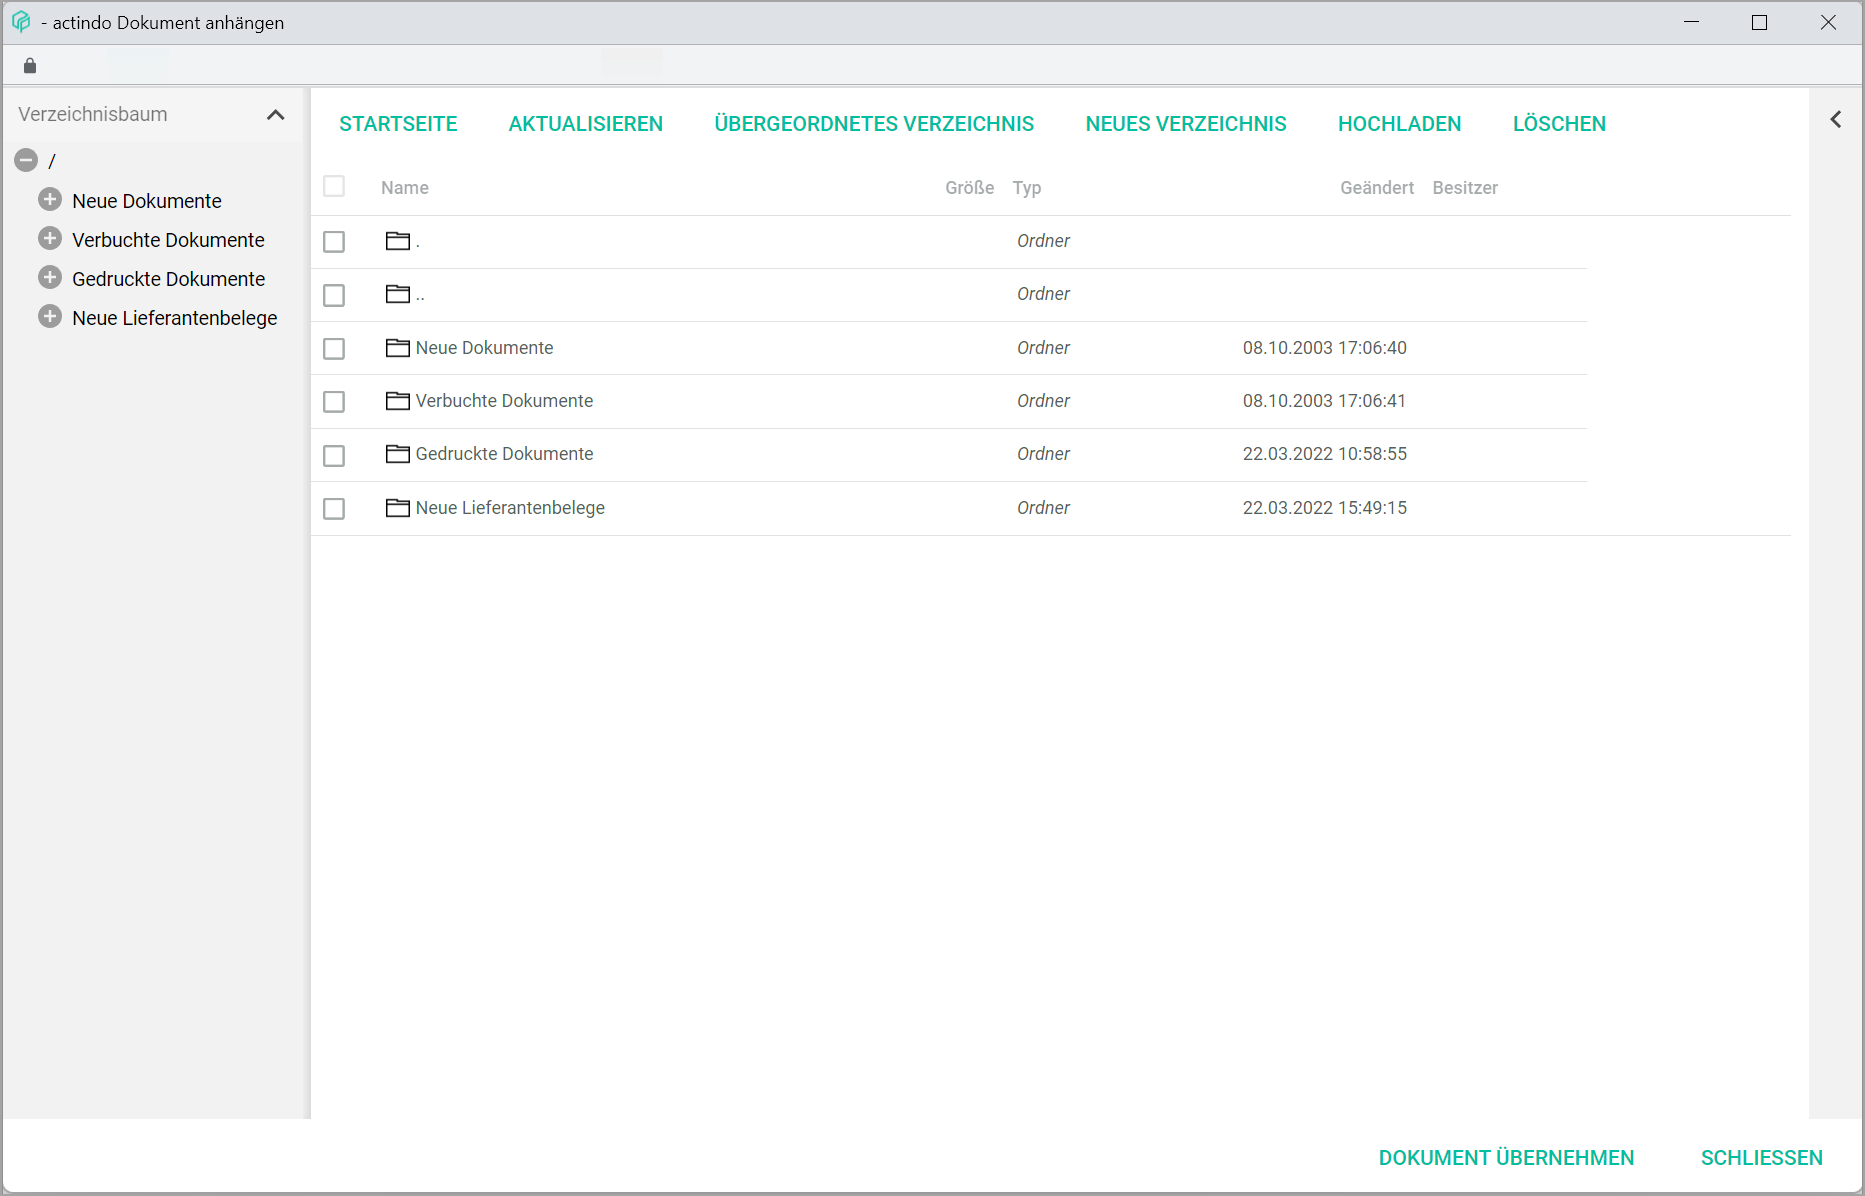 - actindo Dokument anhängen
Verzeichnisbaum
/
Neue Dokumente
Verbuchte Dokumente
Gedruckte Dokumente
Neue Lieferantenbelege
STARTSEITE AKTUALISIEREN ÜBERGEORDNETES VERZEICHNIS NEUES VERZEICHNIS HOCHLADEN LÖSCHEN
Name Größe Typ Geändert Besitzer
. Ordner
.. Ordner
Neue Dokumente Ordner 08.10.2003 17:06:40
Verbuchte Dokumente Ordner 08.10.2003 17:06:41
Gedruckte Dokumente Ordner 22.03.2022 10:58:55
Neue Lieferantenbelege Ordner 22.03.2022 15:49:15
DOKUMENT ÜBERNEHMEN SCHLIESSEN